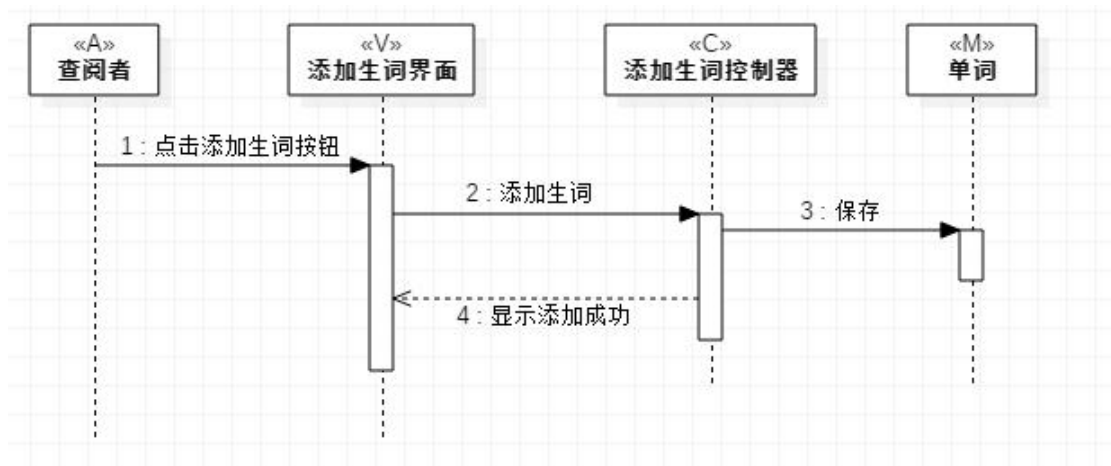 «A»
查阅者
«V»
添加生词界面
«C»
添加生词控制器
«M»
单词
1 : 点击添加生词按钮
2 : 添加生词
3 : 保存
4 : 显示添加成功